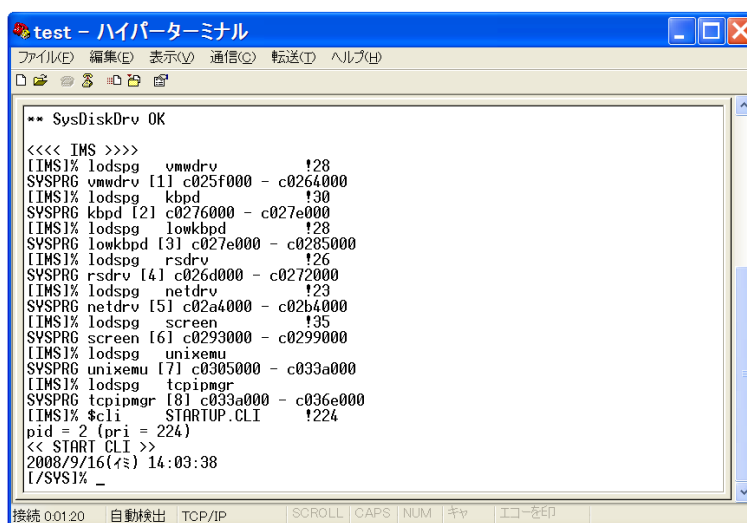 test - ハイパーターミナル
ファイル(F) 編集(E) 表示(V) 通信(C) 転送(T) ヘルプ(H)
** SysDiskDrv OK
<<<< IMS >>>>
[IMS]% lodspg vmwdrv !28
SYSPRG vmwdrv [1] c025f000 - c0264000
[IMS]% lodspg kbpd !30
SYSPRG kbpd [2] c0276000 - c027e000
[IMS]% lodspg lowkbpd !28
SYSPRG lowkbpd [3] c027e000 - c0285000
[IMS]% lodspg rsdrv !26
SYSPRG rsdrv [4] c026d000 - c0272000
[IMS]% lodspg netdrv !23
SYSPRG netdrv [5] c02a4000 - c02b4000
[IMS]% lodspg screen !35
SYSPRG screen [6] c0293000 - c0299000
[IMS]% lodspg unixemu
SYSPRG unixemu [7] c0305000 - c033a000
[IMS]% lodspg tcpipmgr
SYSPRG tcpipmgr [8] c033a000 - c036e000
[IMS]% $cli STARTUP.CLI !224
pid = 2 (pri = 224)
<< START CLI >>
2008/9/16(ｲﾐ) 14:03:38
[/SYS]% _
接続 0:01:20 自動検出 TCP/IP SCROLL CAPS NUM キャ エコーを印